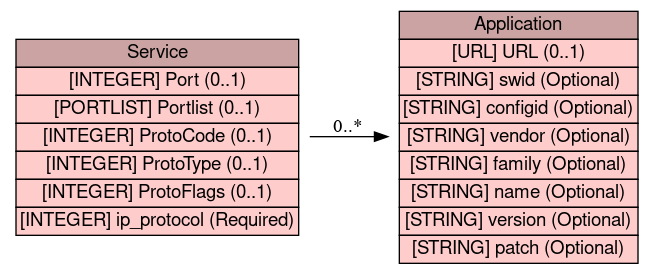 Service
[INTEGER] Port (0..1)
[PORTLIST] Portlist (0..1)
[INTEGER] ProtoCode (0..1)
[INTEGER] ProtoType (0..1)
[INTEGER] ProtoFlags (0..1)
[INTEGER] ip_protocol (Required)
0..*
Application
[URL] URL (0..1)
[STRING] swid (Optional)
[STRING] configid (Optional)
[STRING] vendor (Optional)
[STRING] family (Optional)
[STRING] name (Optional)
[STRING] version (Optional)
[STRING] patch (Optional)